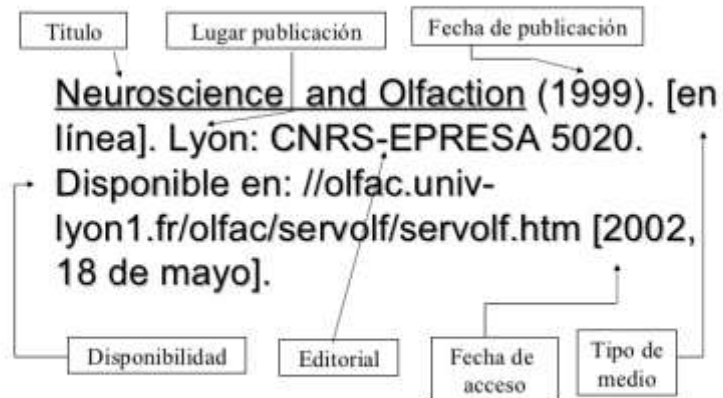 Título
Lugar publicación
Fecha de publicación
Neuroscience and Olfaction (1999). [en
línea]. Lyon: CNRS-EPRESA 5020.
Disponible en: //olfac.univ-
lyon1.fr/olfac/servolf/servolf.htm [2002,
18 de mayo].
Disponibilidad
Editorial
Fecha de
acceso
Tipo de
medio